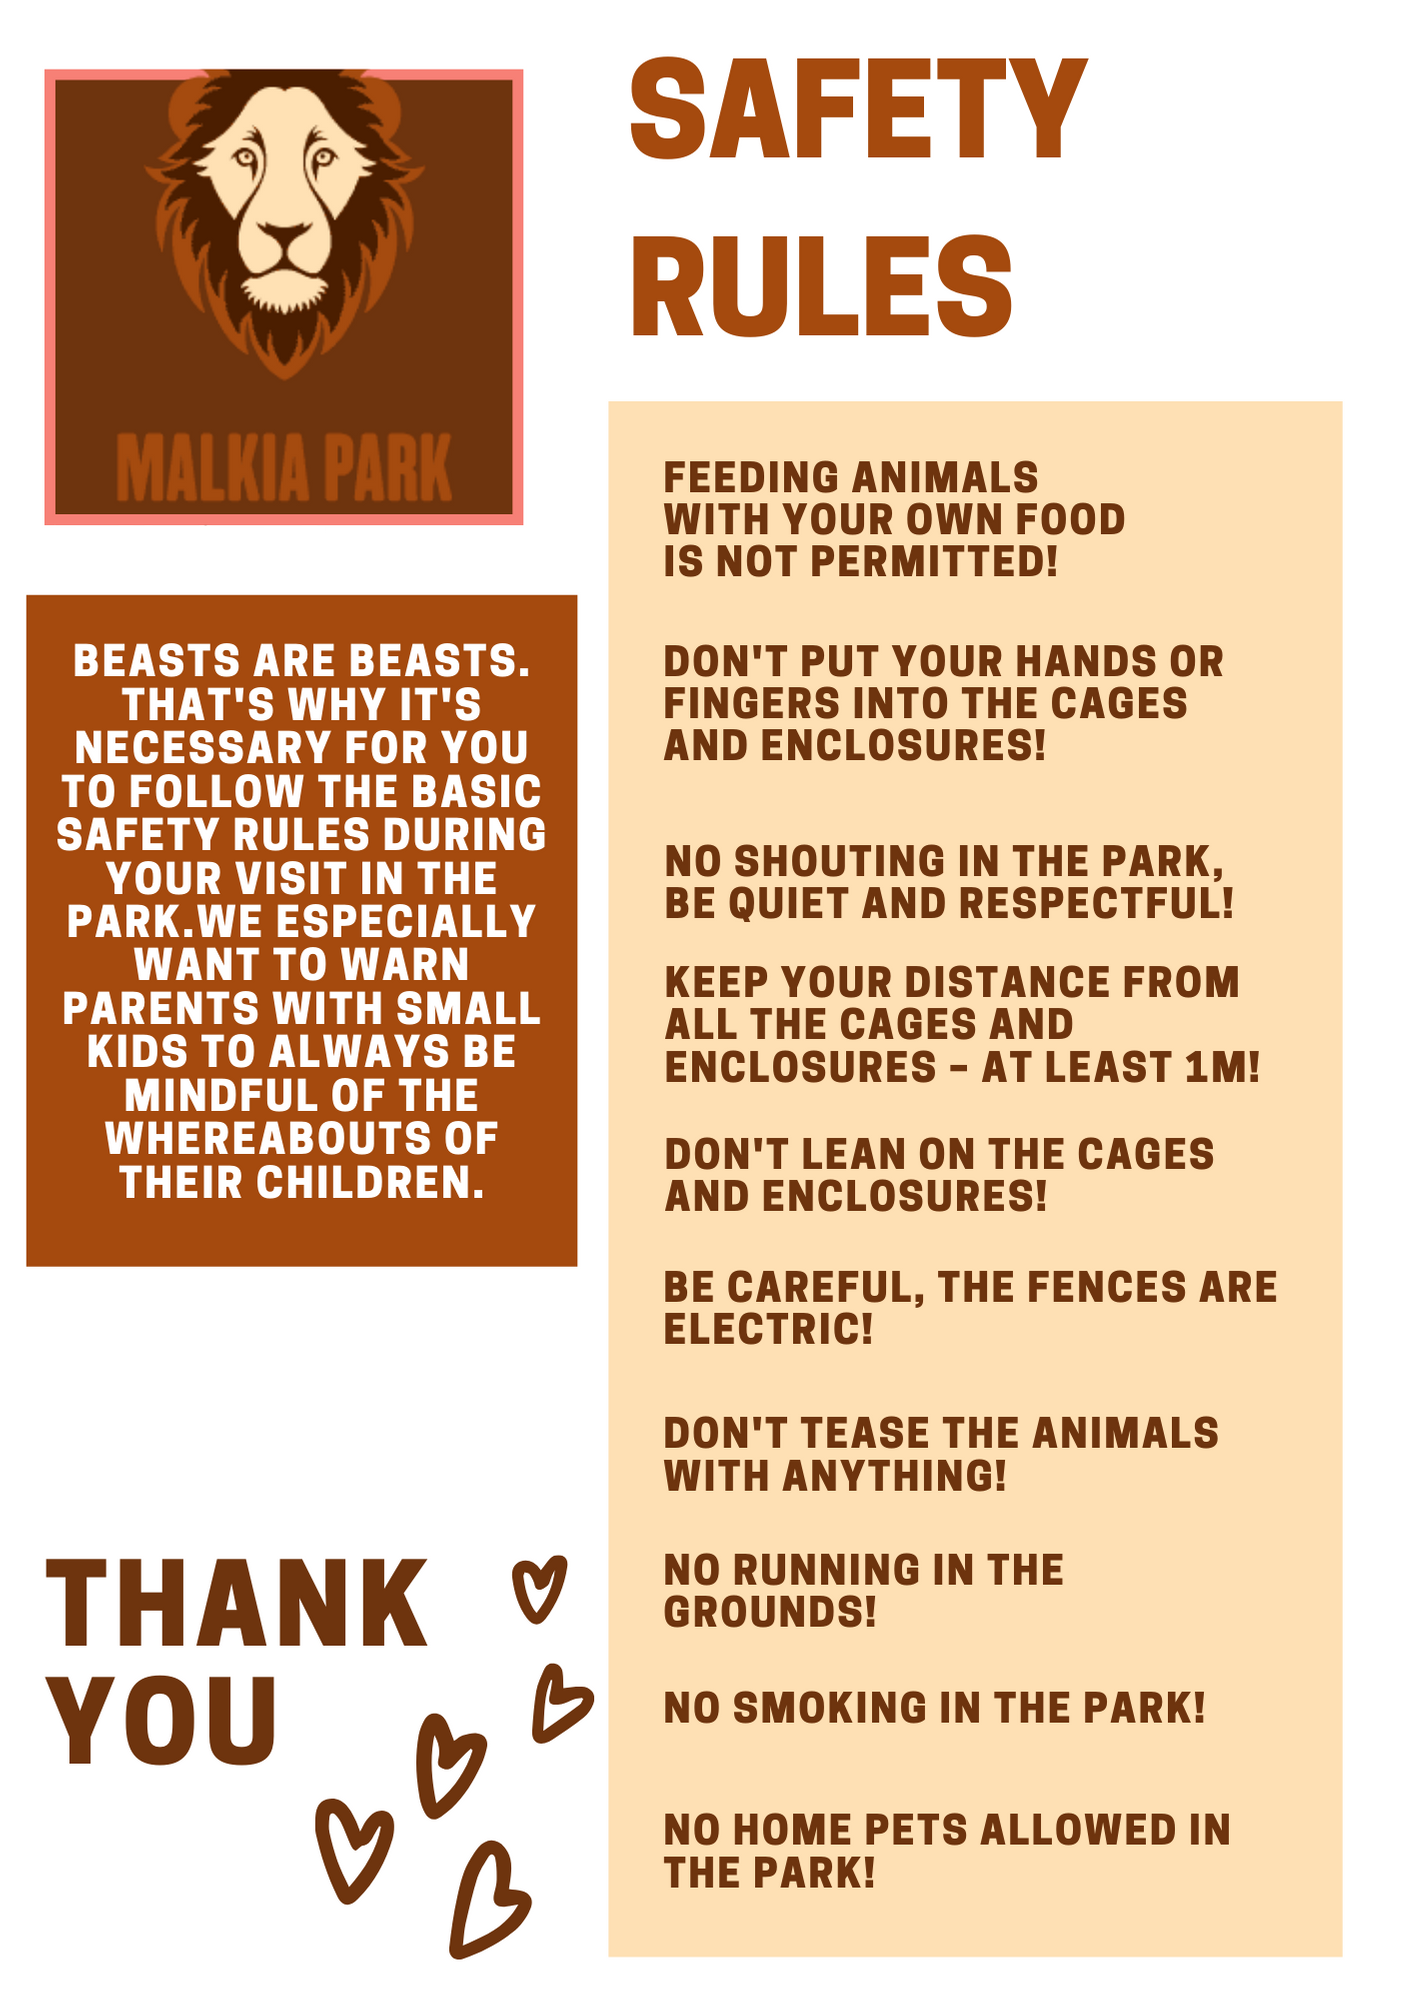 MALKIA PARK
SAFETY
RULES
BEASTS ARE BEASTS.
THAT'S WHY IT'S
NECESSARY FOR YOU
TO FOLLOW THE BASIC
SAFETY RULES DURING
YOUR VISIT IN THE
PARK.WE ESPECIALLY
WANT TO WARN
PARENTS WITH SMALL
KIDS TO ALWAYS BE
MINDFUL OF THE
WHEREABOUTS OF
THEIR CHILDREN.
FEEDING ANIMALS
WITH YOUR OWN FOOD
IS NOT PERMITTED!
DON'T PUT YOUR HANDS OR
FINGERS INTO THE CAGES
AND ENCLOSURES!
NO SHOUTING IN THE PARK,
BE QUIET AND RESPECTFUL!
KEEP YOUR DISTANCE FROM
ALL THE CAGES AND
ENCLOSURES – AT LEAST 1M!
DON'T LEAN ON THE CAGES
AND ENCLOSURES!
BE CAREFUL, THE FENCES ARE
ELECTRIC!
DON'T TEASE THE ANIMALS
WITH ANYTHING!
NO RUNNING IN THE
GROUNDS!
NO SMOKING IN THE PARK!
NO HOME PETS ALLOWED IN
THE PARK!
THANK
YOU